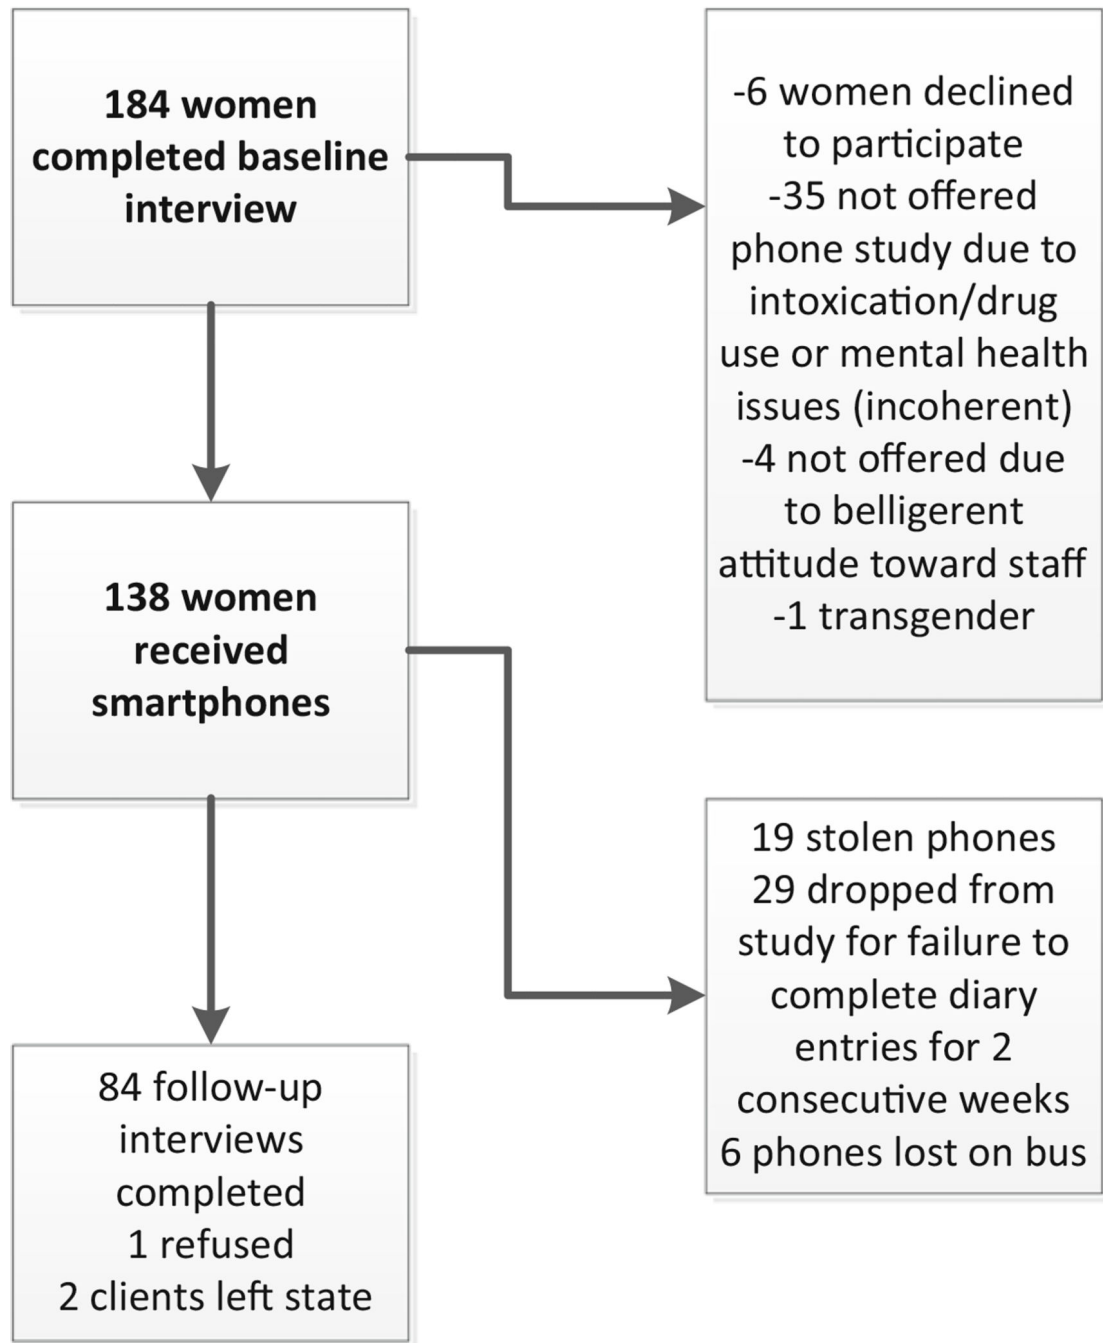 184 women
completed baseline
interview
-6 women declined
to participate
-35 not offered
phone study due to
intoxication/drug
use or mental health
issues (incoherent)
-4 not offered due
to belligerent
attitude toward staff
-1 transgender
138 women
received
smartphones
19 stolen phones
29 dropped from
study for failure to
complete diary
entries for 2
consecutive weeks
6 phones lost on bus
84 follow-up
interviews
completed
1 refused
2 clients left state